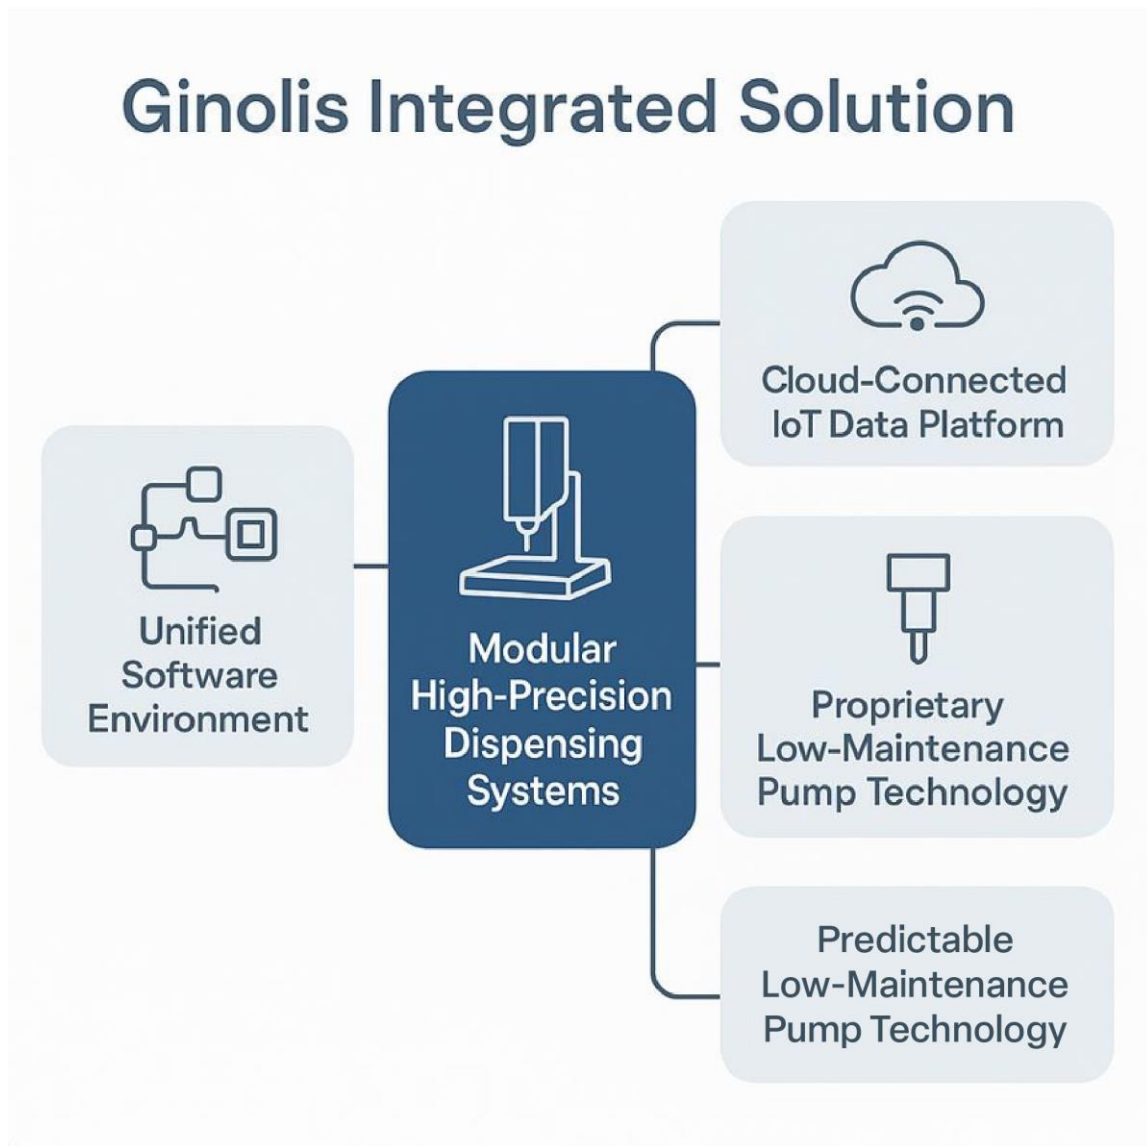 Ginolis Integrated Solution
Cloud-Connected
IoT Data Platform
Unified
Software
Environment
Modular
High-Precision
Dispensing
Systems
Proprietary
Low-Maintenance
Pump Technology
Predictable
Low-Maintenance
Pump Technology